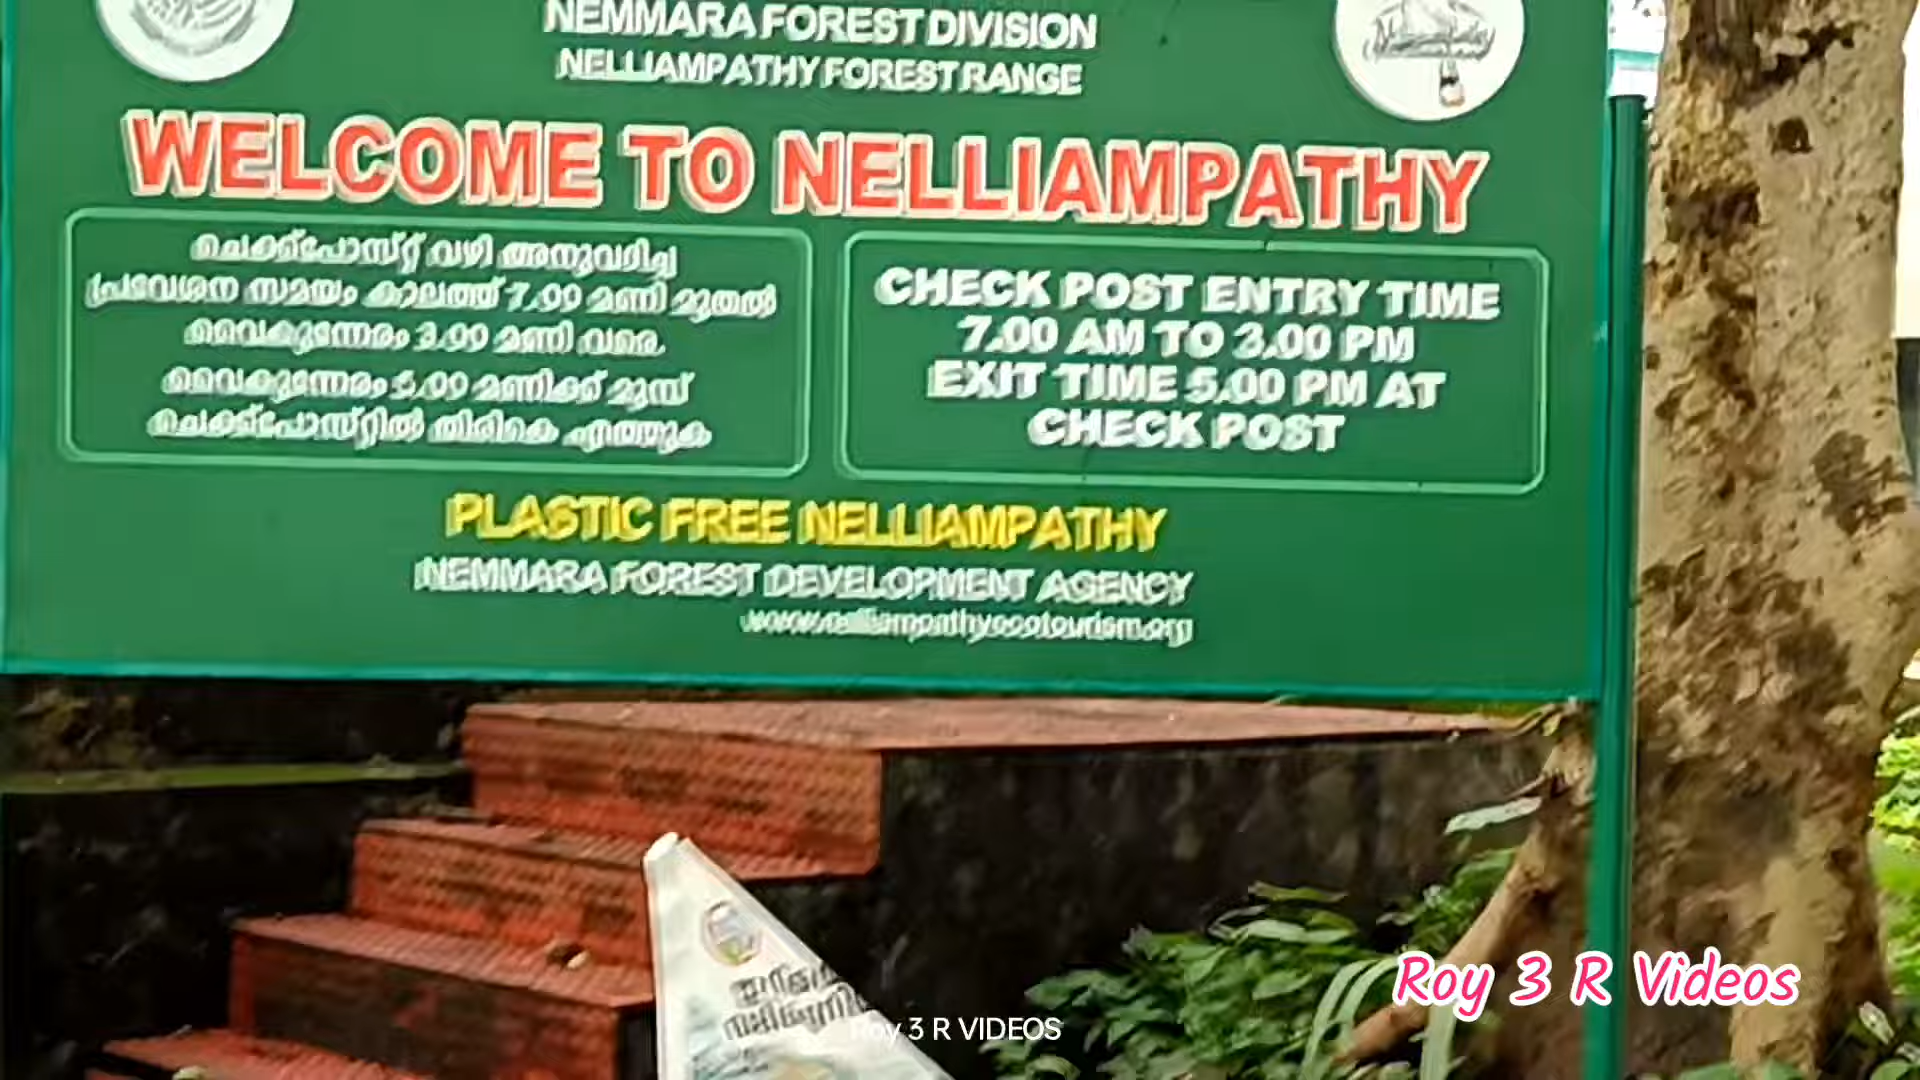 NEMMARA FOREST DIVISION
NELLIAMPATHY FOREST RANGE
WELCOME TO NELLIAMPATHY
ചെക്ക്പോസ്റ്റ് വഴി അനുവദിച്ച
പ്രവേശന സമയം കാലത്ത് 7.00 മണി മുതൽ
വൈകുന്നേരം 3.00 മണി വരെ.
വൈകുന്നേരം 5.00 മണിക്ക് മുമ്പ്
ചെക്ക്പോസ്റ്റിൽ തിരികെ എത്തുക
CHECK POST ENTRY TIME
7.00 AM TO 3.00 PM
EXIT TIME 5.00 PM AT
CHECK POST
PLASTIC FREE NELLIAMPATHY
NEMMARA FOREST DEVELOPMENT AGENCY
www.nelliampathyecotourism.org
Roy 3 R Videos
Roy 3 R VIDEOS